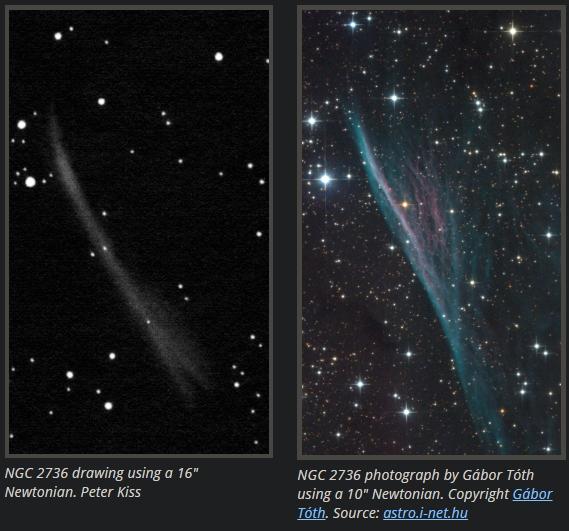 NGC 2736 drawing using a 16"
Newtonian. Peter Kiss
NGC 2736 photograph by Gábor Tóth
using a 10" Newtonian. Copyright Gábor
Tóth. Source: astro.i-net.hu